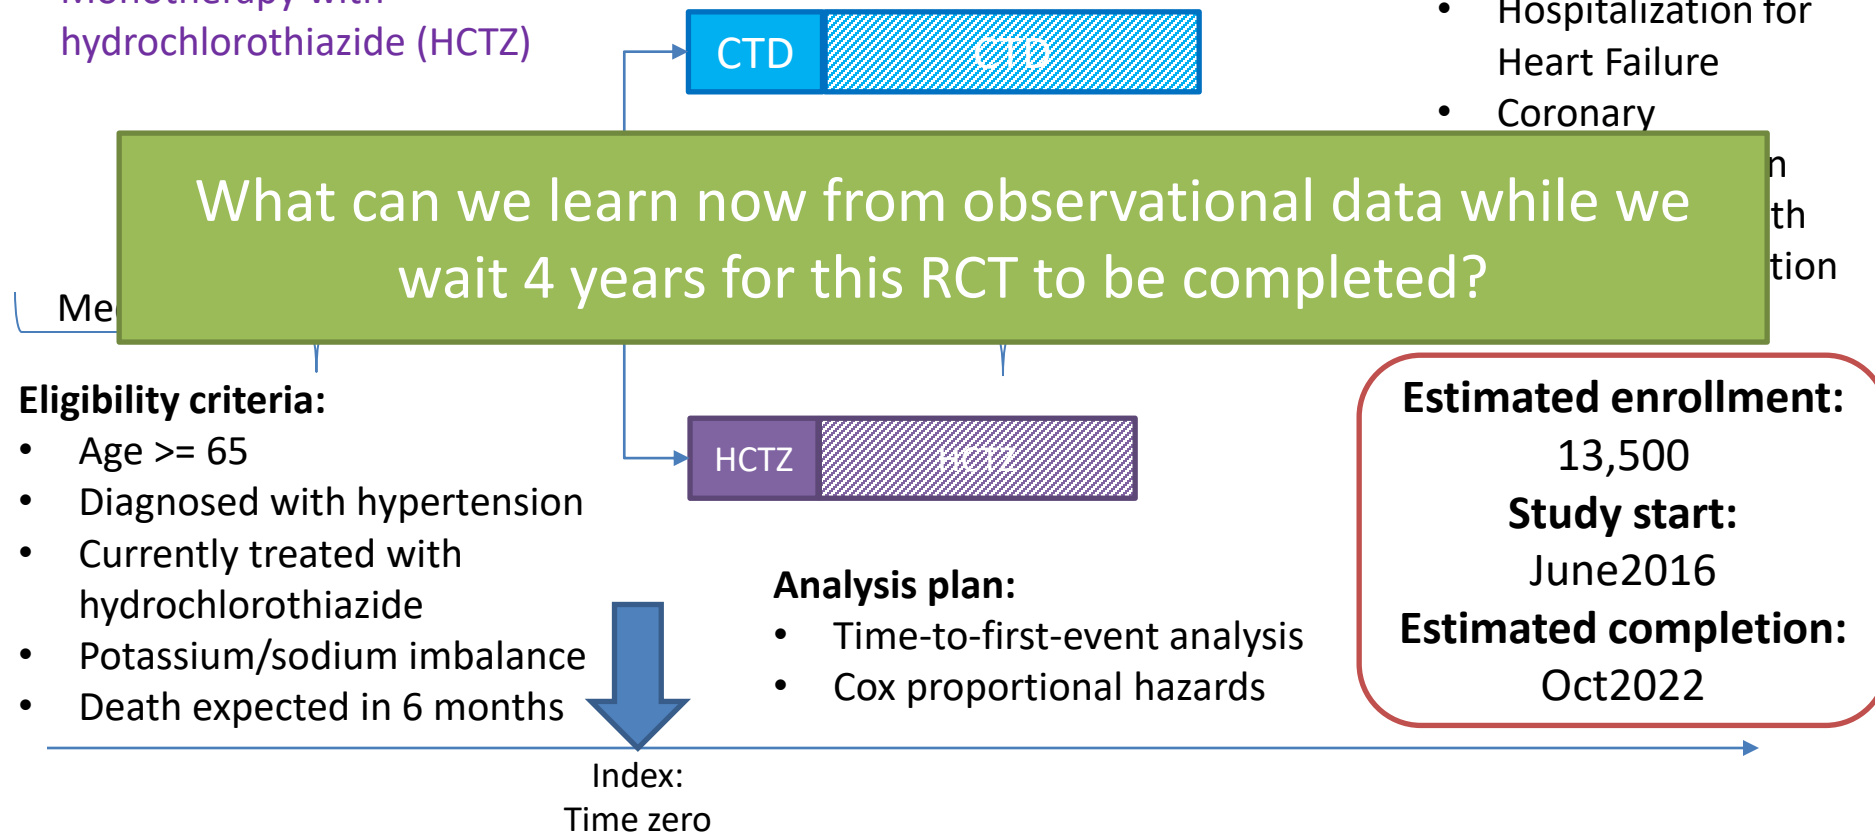 Monotherapy with
hydrochlorothiazide (HCTZ)
CTD
CTD
• Hospitalization for
Heart Failure
• Coronary
What can we learn now from observational data while we
wait 4 years for this RCT to be completed?
Eligibility criteria:
• Age >= 65
• Diagnosed with hypertension
• Currently treated with
hydrochlorothiazide
• Potassium/sodium imbalance
• Death expected in 6 months
HCTZ
HCTZ
Analysis plan:
• Time-to-first-event analysis
• Cox proportional hazards
Estimated enrollment:
13,500
Study start:
June2016
Estimated completion:
Oct2022
Index:
Time zero